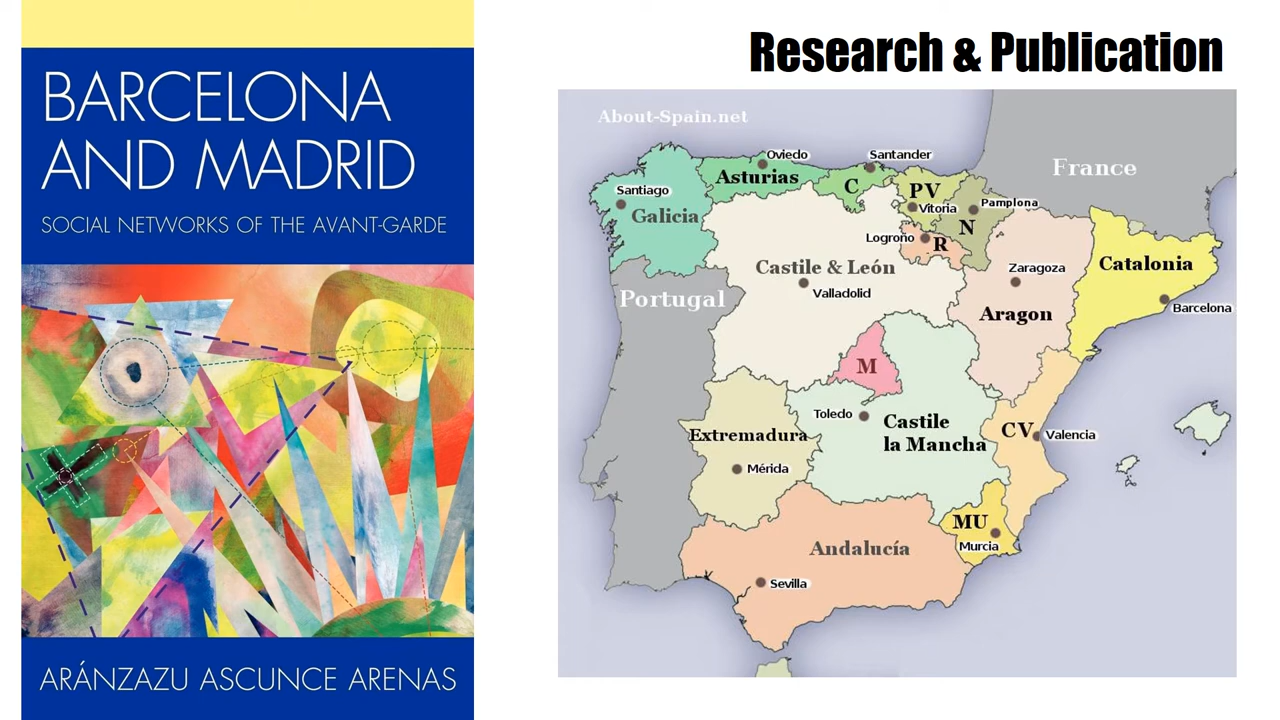 BARCELONA
AND MADRID
SOCIAL NETWORKS OF THE AVANT-GARDE
ARÁNZAZU ASCUNCE ARENAS
Research & Publication
About-Spain.net
France
Portugal
Oviedo
Santander
Asturias
C
PV
Santiago
Galicia
Vitoria
Pamplona
N
Logroño
R
Castile & León
Valladolid
Zaragoza
Aragon
Catalonia
Barcelona
M
Toledo
Castile
la Mancha
Extremadura
Mérida
CV
Valencia
MU
Murcia
Andalucía
Sevilla